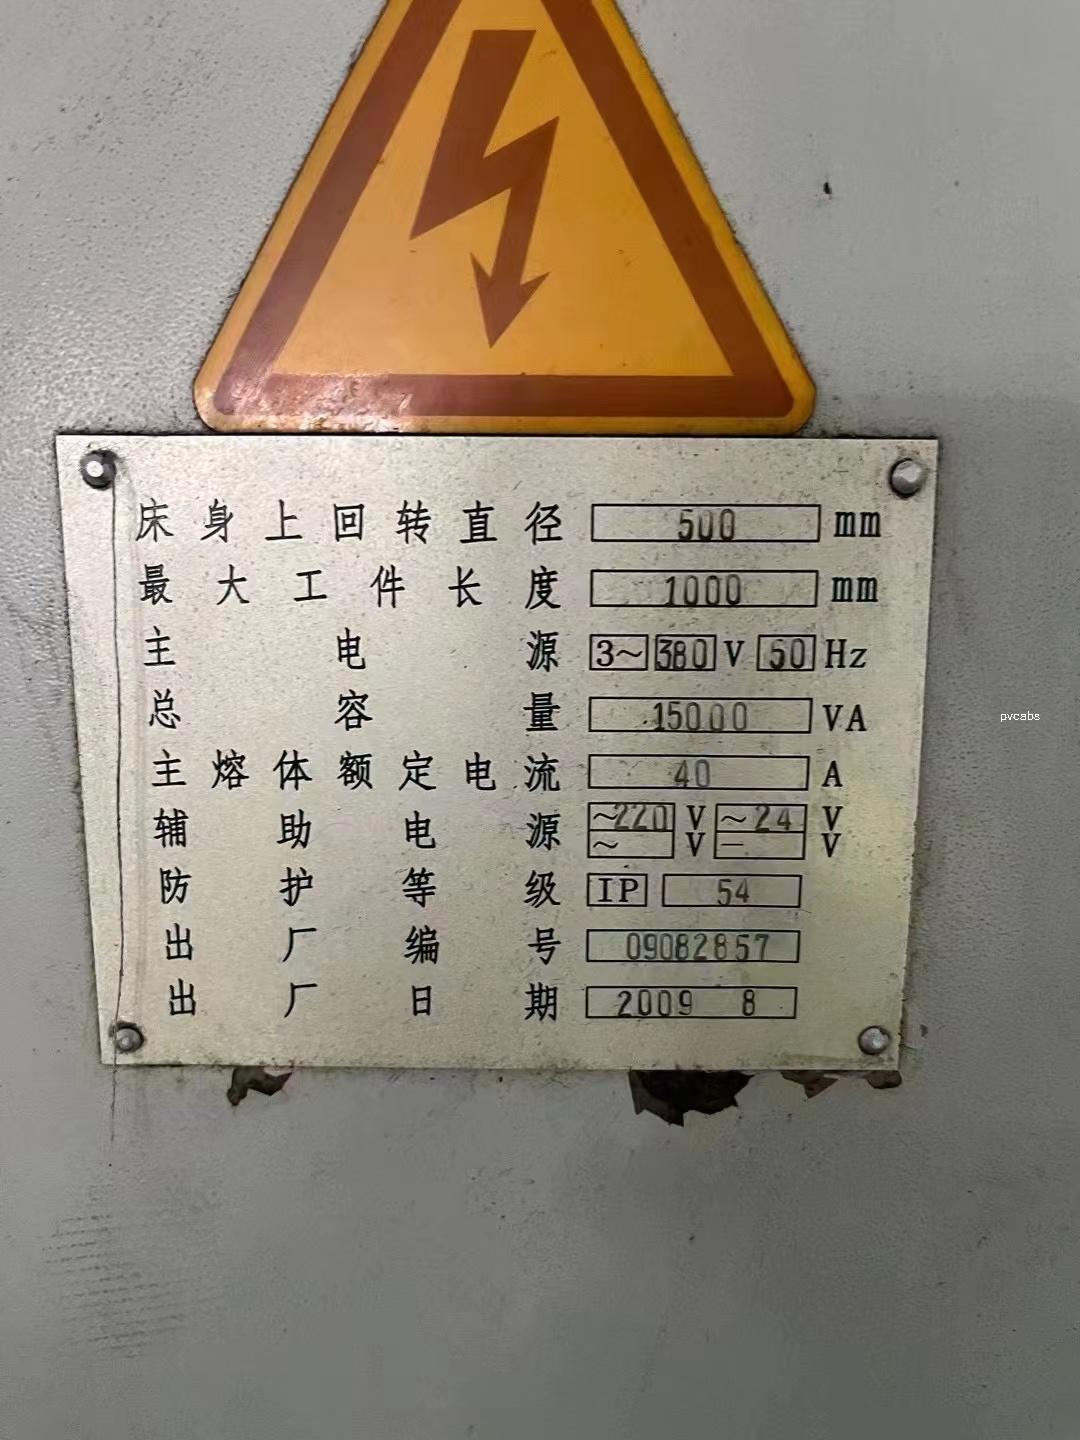 床身上回转直径 500 mm
最大工件长度 1000 mm
主电源 3~ 380 V 50 Hz
总容量 15000 VA
主熔体额定电流 40 A
辅助电源 ~220 V ~24 V
~ V — V
防护等级 IP 54
出厂编号 09082857
出厂日期 2009 8
pvcabs